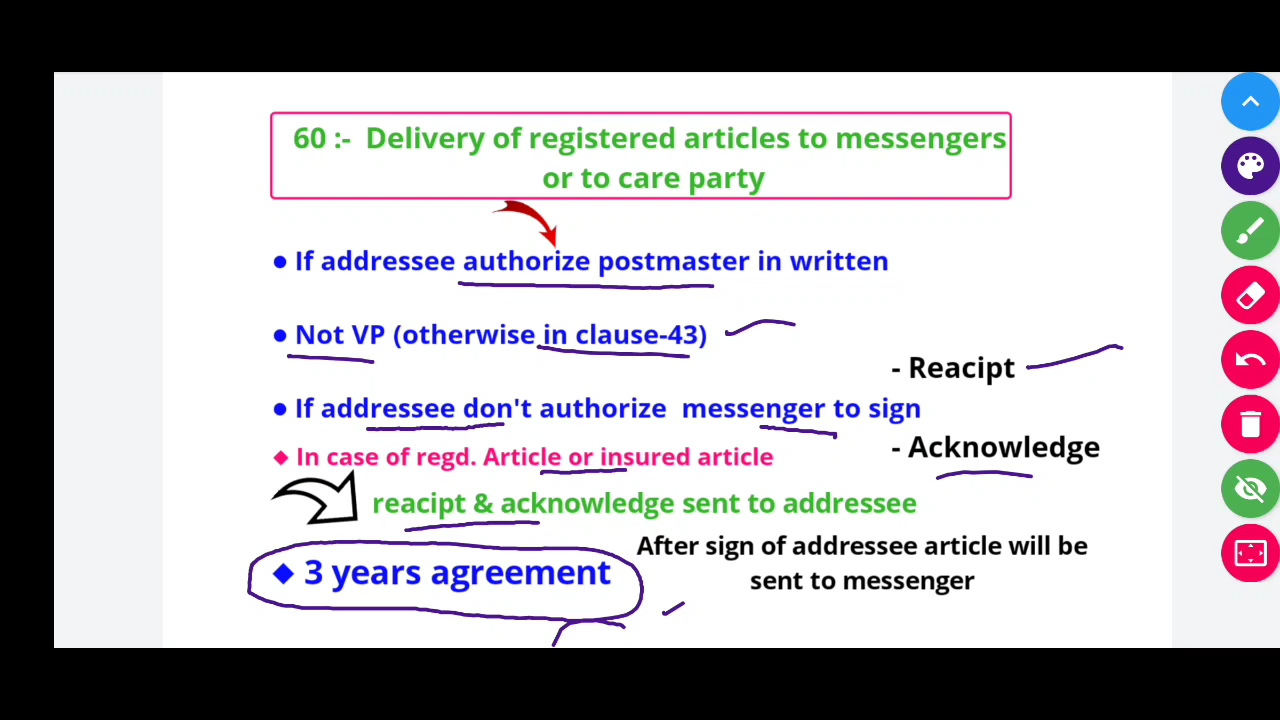 60 :- Delivery of registered articles to messengers
or to care party
● If addressee authorize postmaster in written
● Not VP (otherwise in clause-43)
- Reacipt
● If addressee don't authorize messenger to sign
- Acknowledge
◆ In case of regd. Article or insured article
reacipt & acknowledge sent to addressee
After sign of addressee article will be
sent to messenger
◆ 3 years agreement